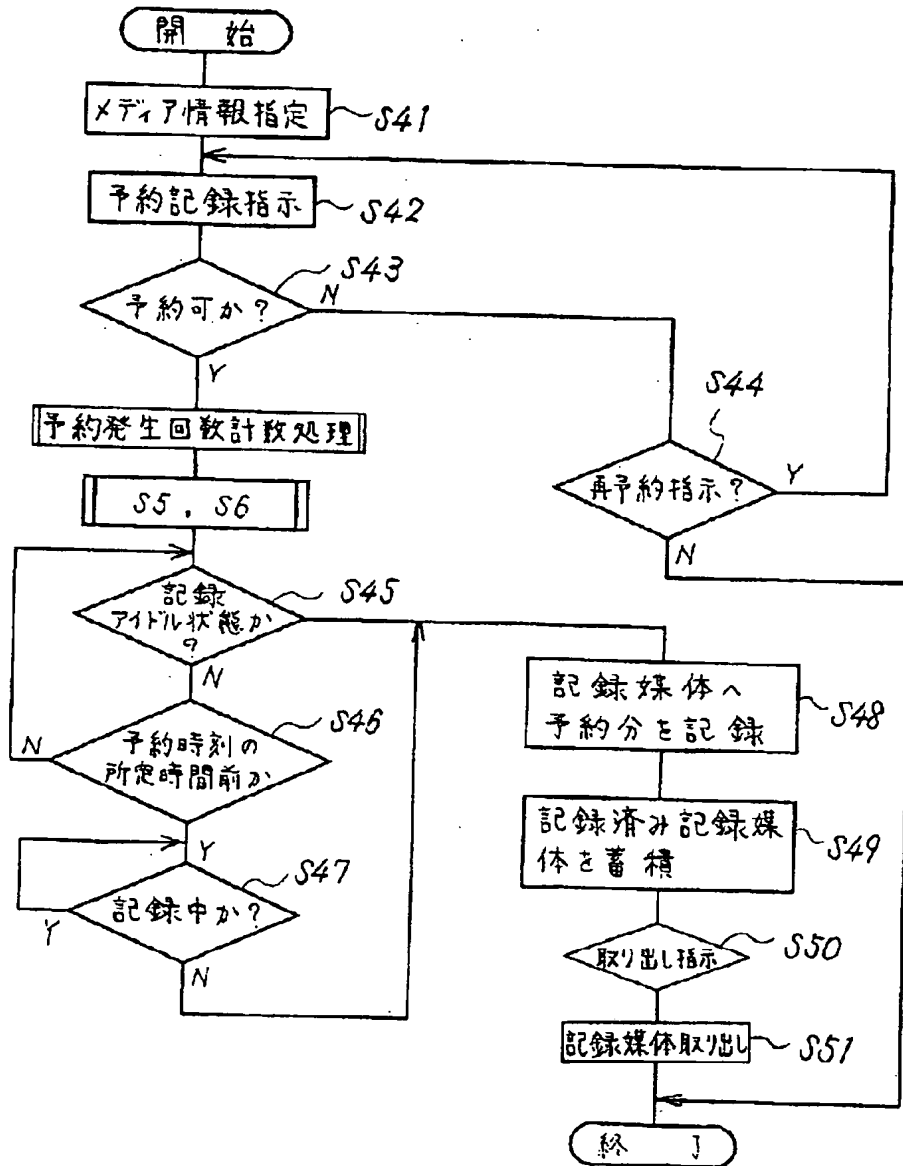 開 始
メディア情報指定
S41
予約記録指示
S42
予約可か?
S43
N
Y
予約発生回数計数処理
S5, S6
S44
再予約指示?
Y
N
記録
アイドル状態か
?
S45
N
予約時刻の
所定時間前か
S46
N
Y
記録中か?
S47
Y
N
記録媒体へ
予約分を記録
S48
記録済み記録媒
体を蓄積
S49
取り出し指示
S50
記録媒体取り出し
S51
終 了